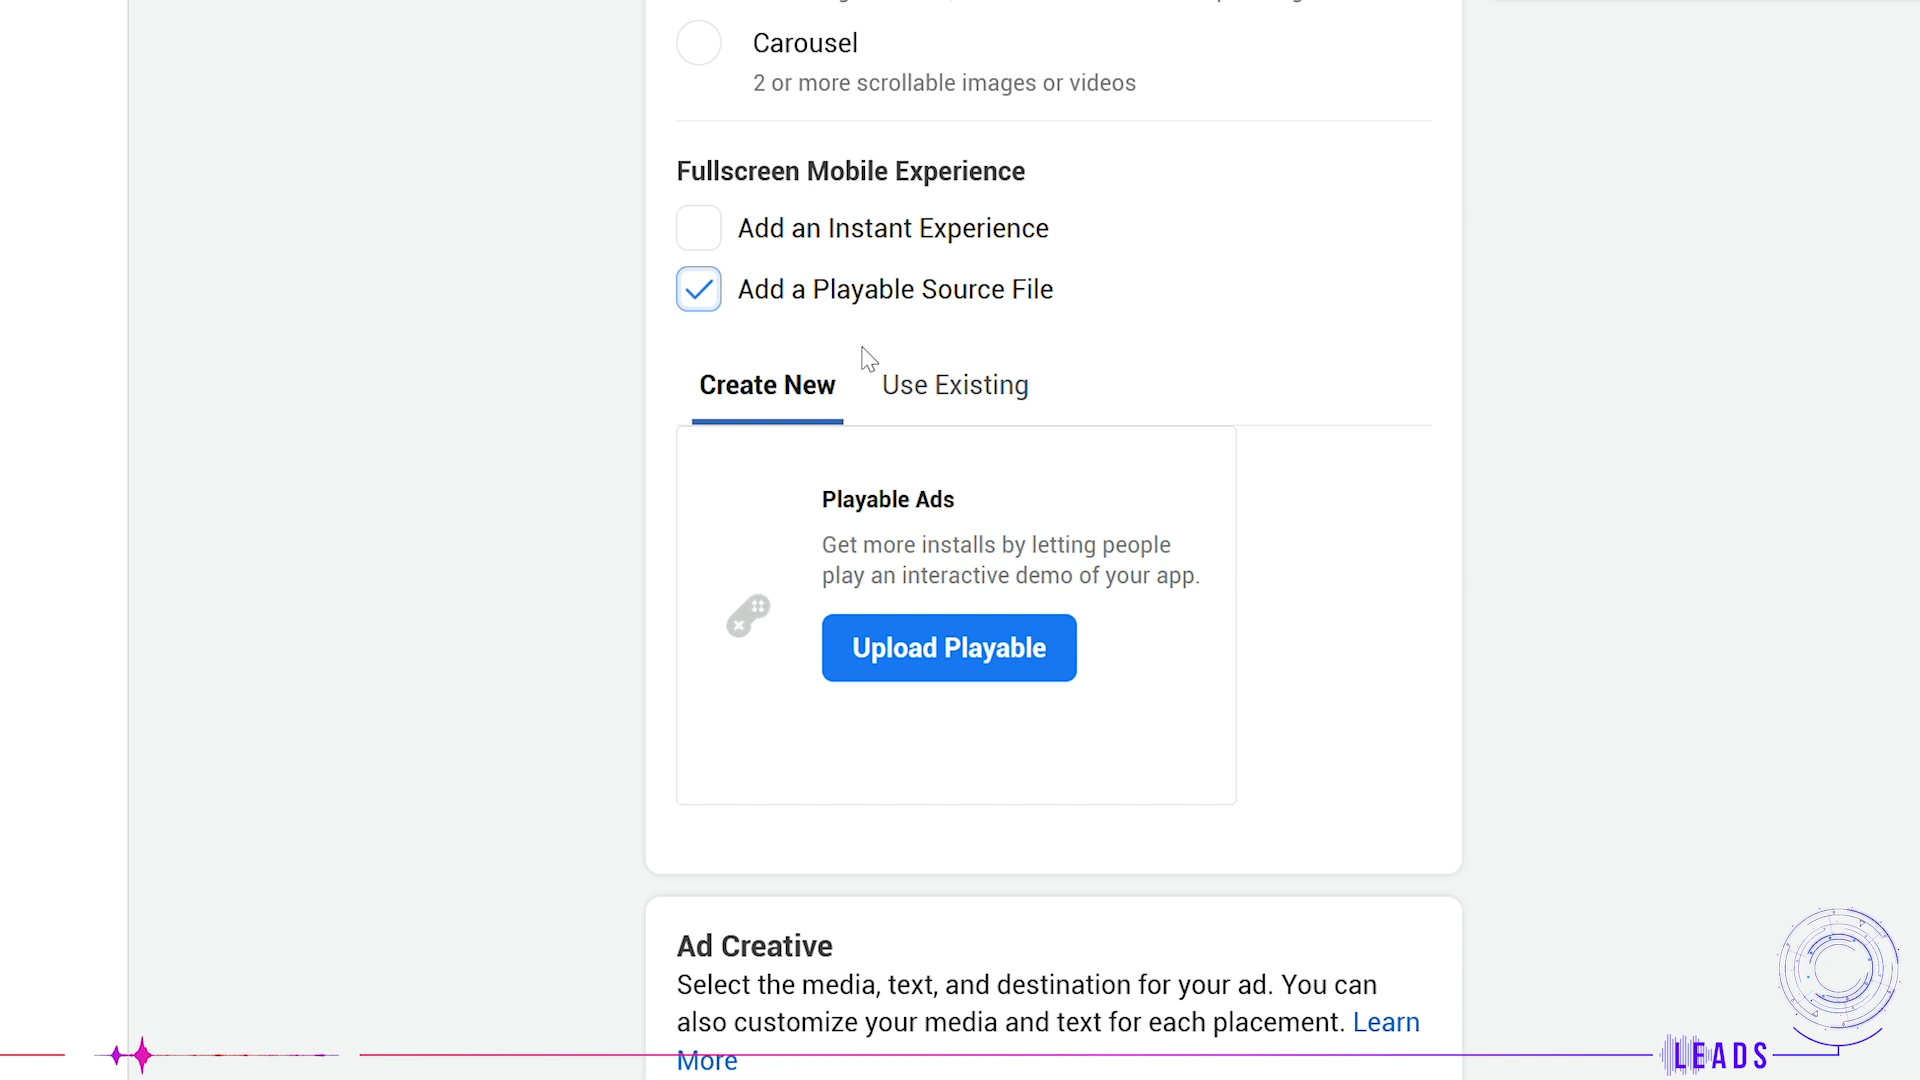 Carousel
2 or more scrollable images or videos
Fullscreen Mobile Experience
Add an Instant Experience
Add a Playable Source File
Create New
Use Existing
Playable Ads
Get more installs by letting people
play an interactive demo of your app.
Upload Playable
Ad Creative
Select the media, text, and destination for your ad. You can
also customize your media and text for each placement. Learn
More
LEADS